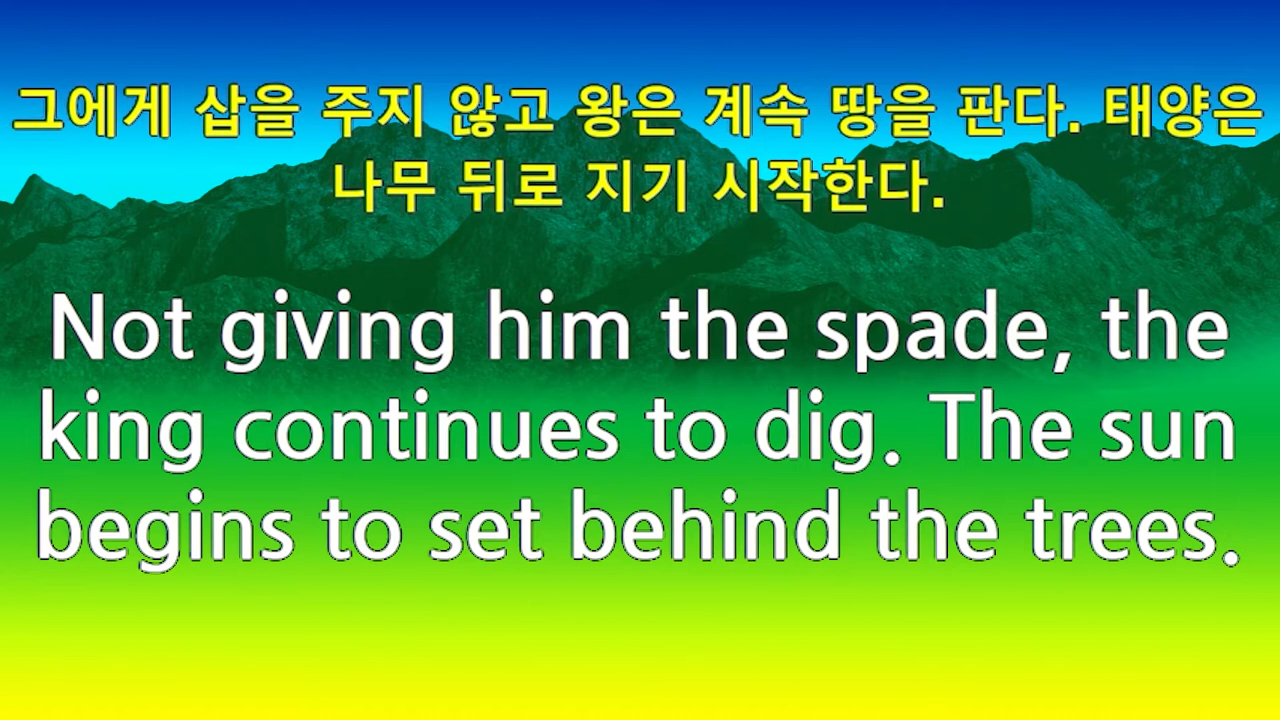 그에게 삽을 주지 않고 왕은 계속 땅을 판다. 태양은
나무 뒤로 지기 시작한다.
Not giving him the spade, the
king continues to dig. The sun
begins to set behind the trees.